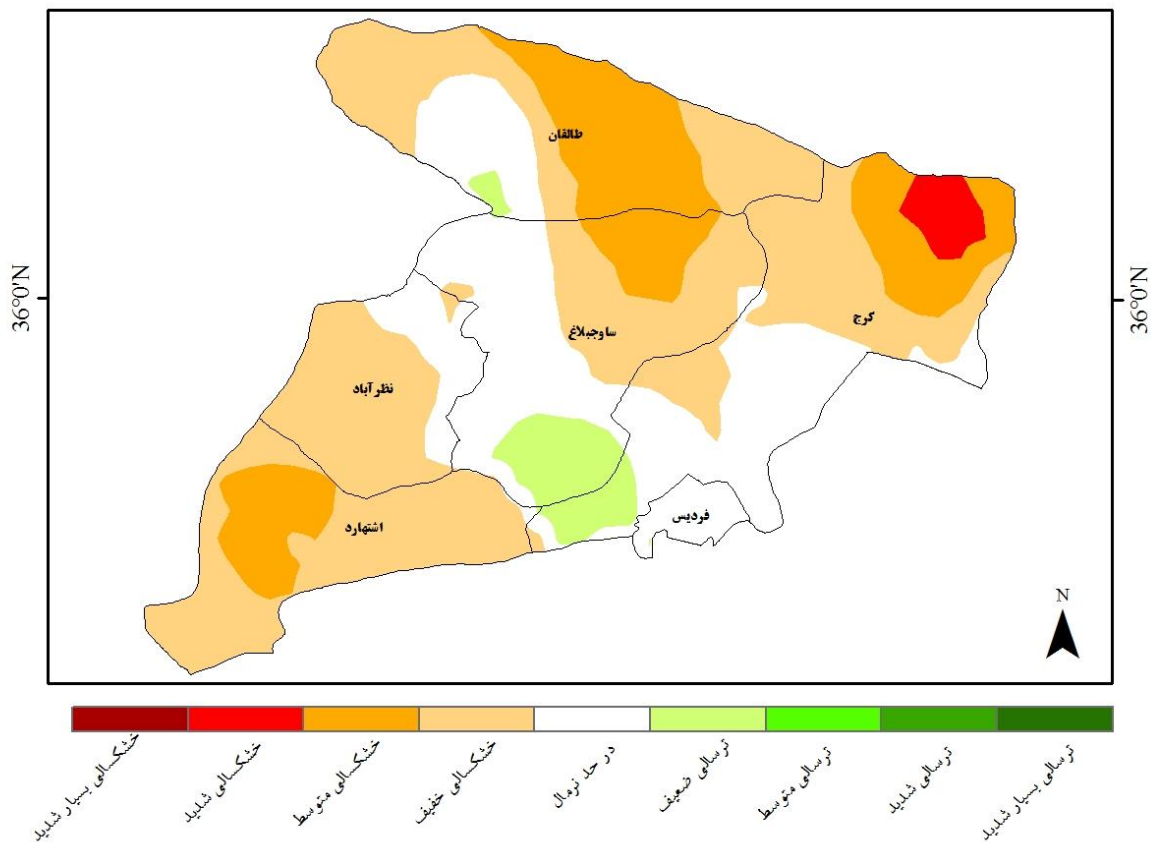 طالقان
36°0'N
36°0'N
کرج
ساوجبلاغ
نظرآباد
فردیس
اشتهارد
N
خشکسالی بسیار شدید
خشکسالی شدید
خشکسالی متوسط
خشکسالی خفیف
در حد نرمال
ترسالی ضعیف
ترسالی متوسط
ترسالی شدید
ترسالی بسیار شدید